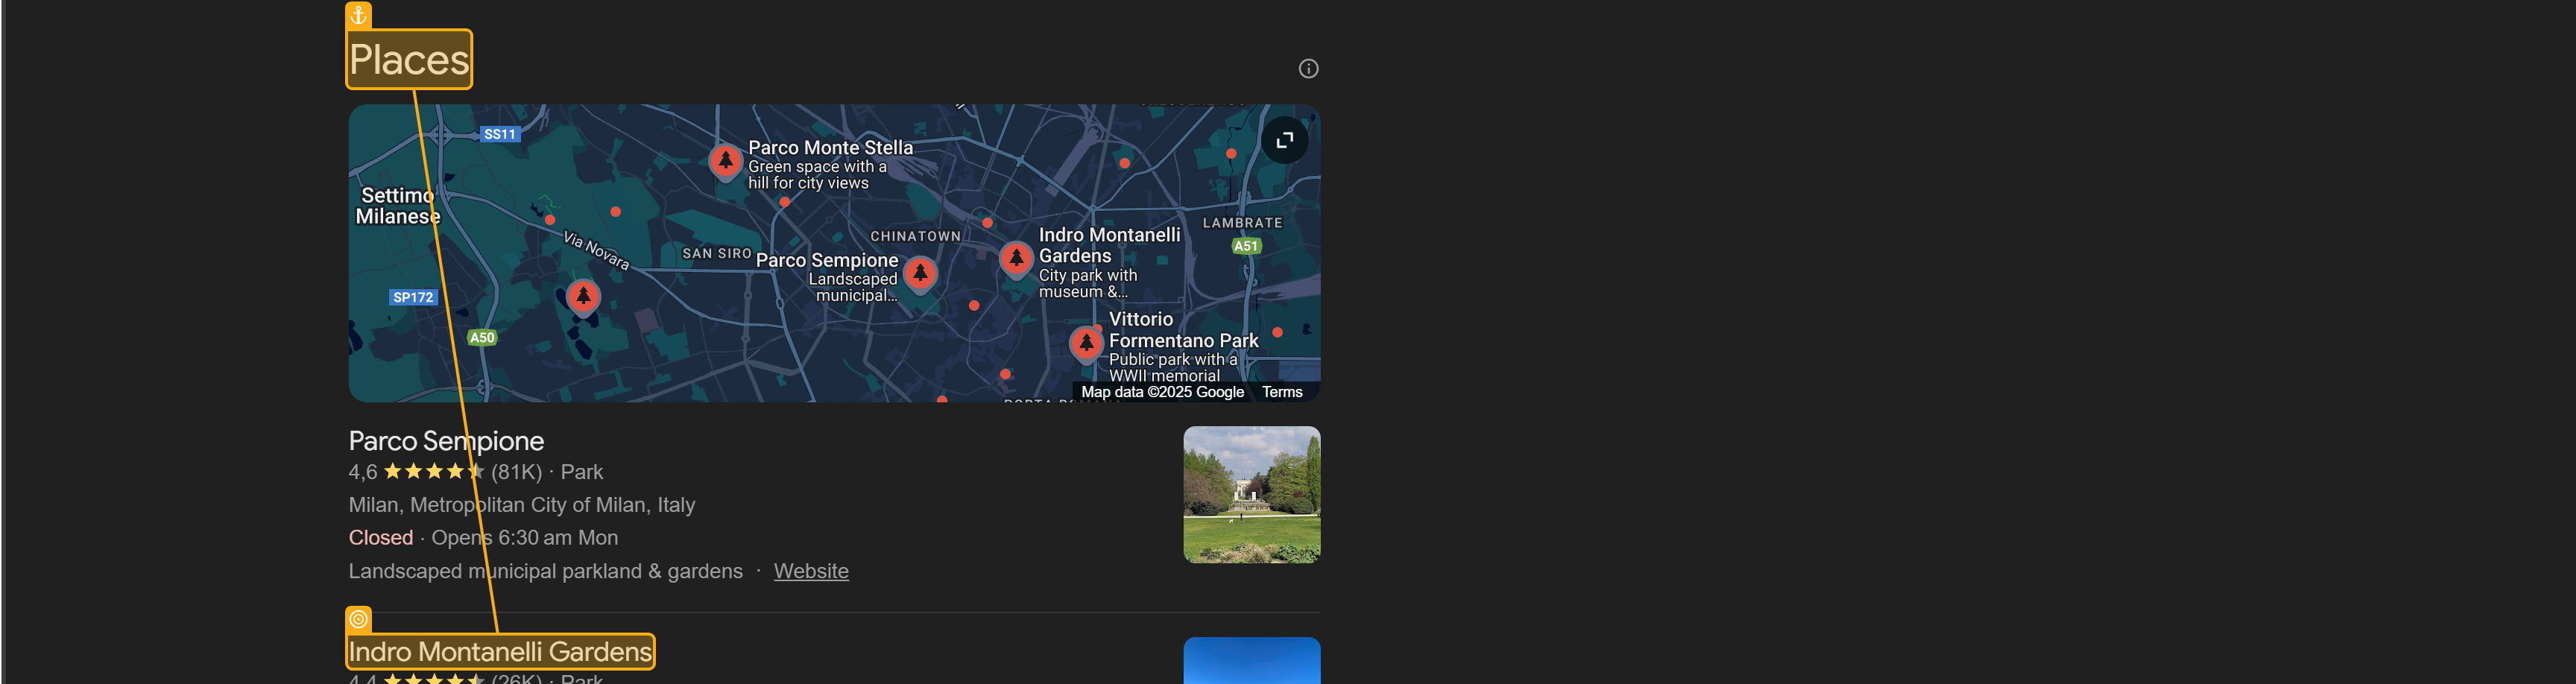 Places
SS11
Parco Monte Stella
Green space with a
hill for city views
Settimo
Milanese
Via Novara
SAN SIRO
CHINATOWN
LAMBRATE
A51
Indro Montanelli
Gardens
City park with
museum &...
Parco Sempione
Landscaped
municipal...
SP172
A50
Vittorio
Formentano Park
Public park with a
WWII memorial
Map data ©2025 Google Terms
Parco Sempione
4,6 (81K) · Park
Milan, Metropolitan City of Milan, Italy
Closed · Opens 6:30 am Mon
Landscaped municipal parkland & gardens · Website
Indro Montanelli Gardens
4,4 (26K) · Park